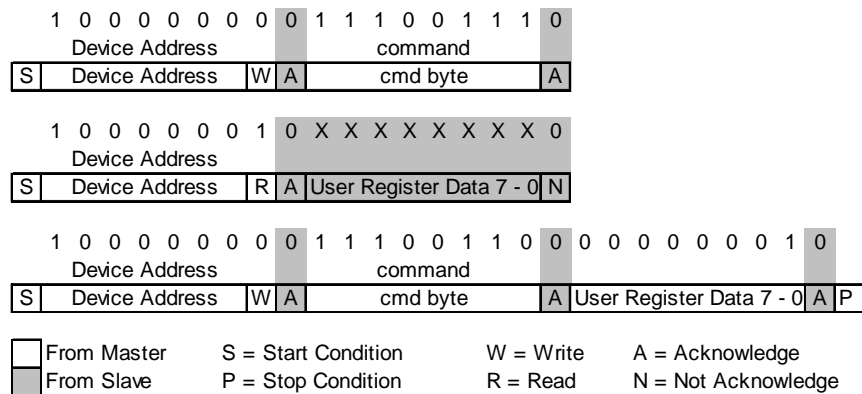 1 0 0 0 0 0 0 0 0 1 1 1 0 0 1 1 1 0
Device Address command
S Device Address W A cmd byte A
1 0 0 0 0 0 0 1 0 X X X X X X X X 0
Device Address
S Device Address R A User Register Data 7 - 0 N
1 0 0 0 0 0 0 0 0 1 1 1 0 0 1 1 0 0 0 0 0 0 0 0 0 1 0 0
Device Address command
S Device Address W A cmd byte A User Register Data 7 - 0 A P
From Master S = Start Condition W = Write A = Acknowledge
From Slave P = Stop Condition R = Read N = Not Acknowledge